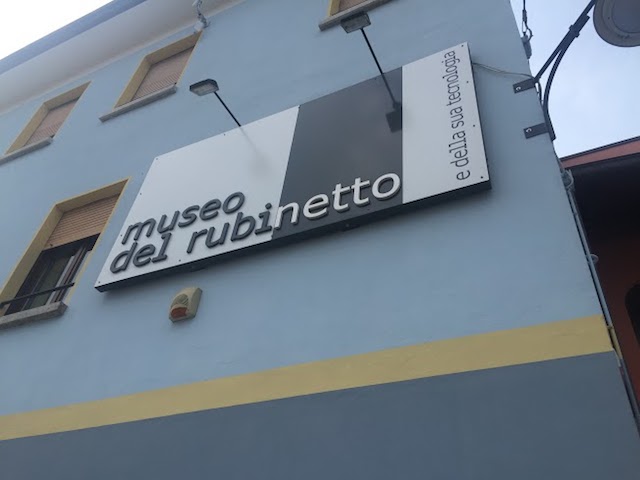 museo
del rubinetto
e della sua tecnologia